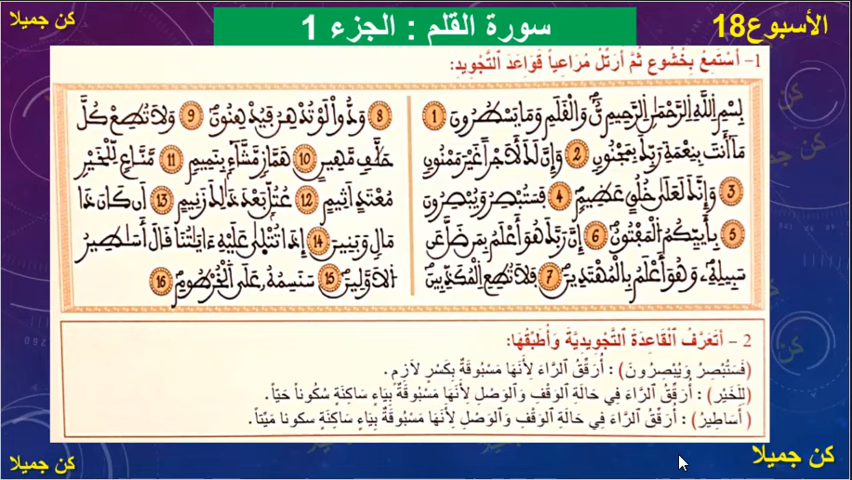 كن جميلا
سورة القلم : الجزء 1
الأسبوع18
1- أَسْتَمِعُ بِخُشُوعٍ ثُمَّ أُرَتِّلُ مُرَاعِياً قَوَاعِدَ التَّجْوِيدِ:
بِسْمِ اللَّهِ الرَّحْمَٰنِ الرَّحِيمِ نٓ وَالْقَلَمِ وَمَا يَسْطُرُونَ 1
مَا أَنتَ بِنِعْمَةِ رَبِّكَ بِمَجْنُونٍ 2 وَإِنَّ لَكَ لَأَجْراً غَيْرَ مَمْنُونٍ
3 وَإِنَّكَ لَعَلَىٰ خُلُقٍ عَظِيمٍ 4 فَسَتُبْصِرُ وَيُبْصِرُونَ
5 بِأَييِّكُمُ الْمَفْتُونُ 6 إِنَّ رَبَّكَ هُوَ أَعْلَمُ بِمَن ضَلَّ عَن
سَبِيلِهِ، وَهُوَ أَعْلَمُ بِالْمُهْتَدِينَ 7 فَلَا تُطِعِ الْمُكَذِّبِينَ
8 وَدُّوا لَوْ تُدْهِنُ فَيُدْهِنُونَ 9 وَلَا تُطِعْ كُلَّ
حَلَّافٍ مَّهِينٍ 10 هَمَّازٍ مَّشَّاءٍ بِنَمِيمٍ 11 مَّنَّاعٍ لِّلْخَيْرِ
مُعْتَدٍ أَثِيمٍ 12 عُتُلٍّ بَعْدَ ذَٰلِكَ زَنِيمٍ 13 أَن كَانَ ذَا
مَالٍ وَبَنِينَ 14 إِذَا تُتْلَىٰ عَلَيْهِ ءَايَاتُنَا قَالَ أَسَاطِيرُ
الْأَوَّلِينَ 15 سَنَسِمُهُ، عَلَى الْخُرْطُومِ 16
2 - أَتَعَرَّفُ الْقَاعِدَةَ التَّجْوِيدِيَّةَ وَأُطَبِّقُهَا:
(فَسَتُبْصِرُ وَيُبْصِرُونَ) : أُرَقِّقُ الرَّاءَ لِأَنَّهَا مَسْبُوقَةٌ بِكَسْرٍ لاَزِمٍ .
(لِلْخَيْرِ) : أُرَقِّقُ الرَّاءَ فِي حَالَةِ الْوَقْفِ وَالْوَصْلِ لِأَنَّهَا مَسْبُوقَةٌ بِيَاءٍ سَاكِنَةٍ سُكُوناً حَيّاً.
(أَسَاطِيرُ) : أُرَقِّقُ الرَّاءَ فِي حَالَةِ الْوَقْفِ وَالْوَصْلِ لِأَنَّهَا مَسْبُوقَةٌ بِيَاءٍ سَاكِنَةٍ سكونا مَيِّتاً.
كن جميلا
كن جميلا